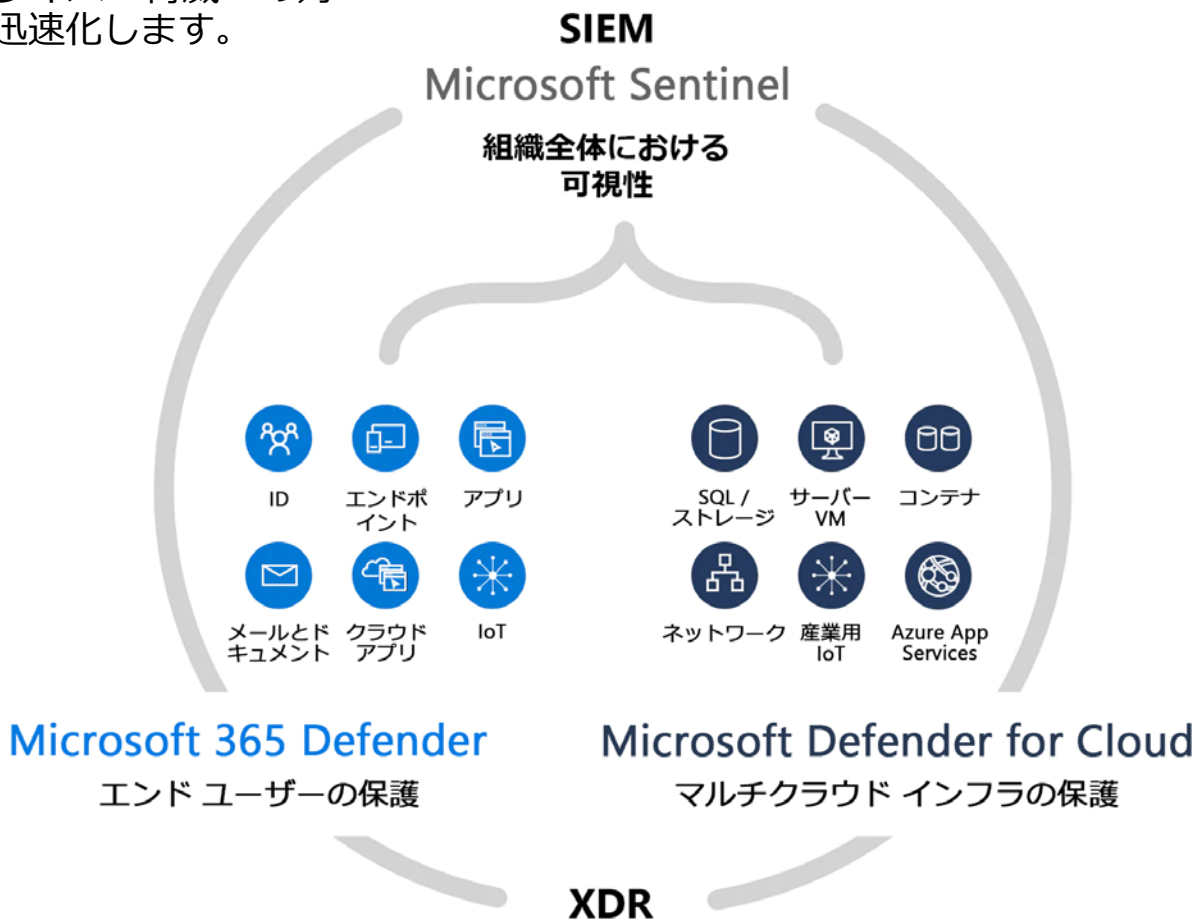 迅速化します。
SIEM
Microsoft Sentinel
組織全体における
可視性
ID
エンドポ
イント
アプリ
メールとド
キュメント
クラウド
アプリ
IoT
SQL /
ストレージ
サーバー
VM
コンテナ
ネットワーク
産業用
IoT
Azure App
Services
Microsoft 365 Defender
エンド ユーザーの保護
Microsoft Defender for Cloud
マルチクラウド インフラの保護
XDR